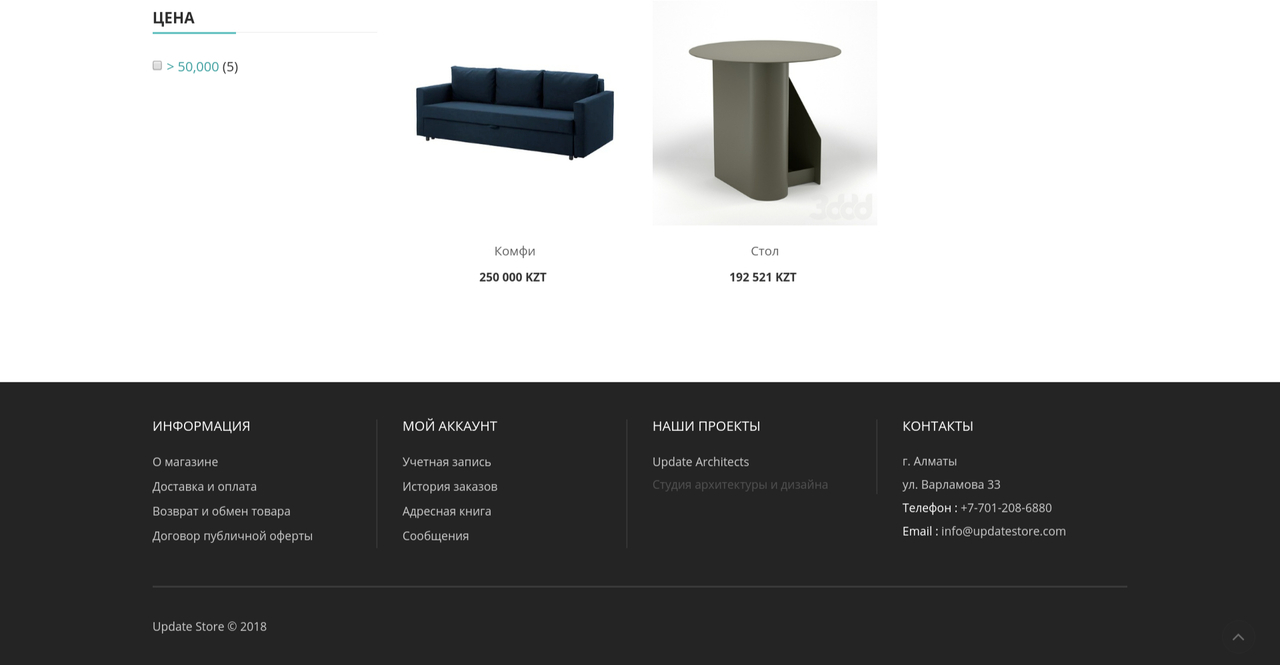 ЦЕНА
> 50,000 (5)
3ddd
Комфи
250 000 KZT
Стол
192 521 KZT
ИНФОРМАЦИЯ
О магазине
Доставка и оплата
Возврат и обмен товара
Договор публичной оферты
МОЙ АККАУНТ
Учетная запись
История заказов
Адресная книга
Сообщения
НАШИ ПРОЕКТЫ
Update Architects
Студия архитектуры и дизайна
КОНТАКТЫ
г. Алматы
ул. Варламова 33
Телефон : +7-701-208-6880
Email : info@updatestore.com
Update Store © 2018